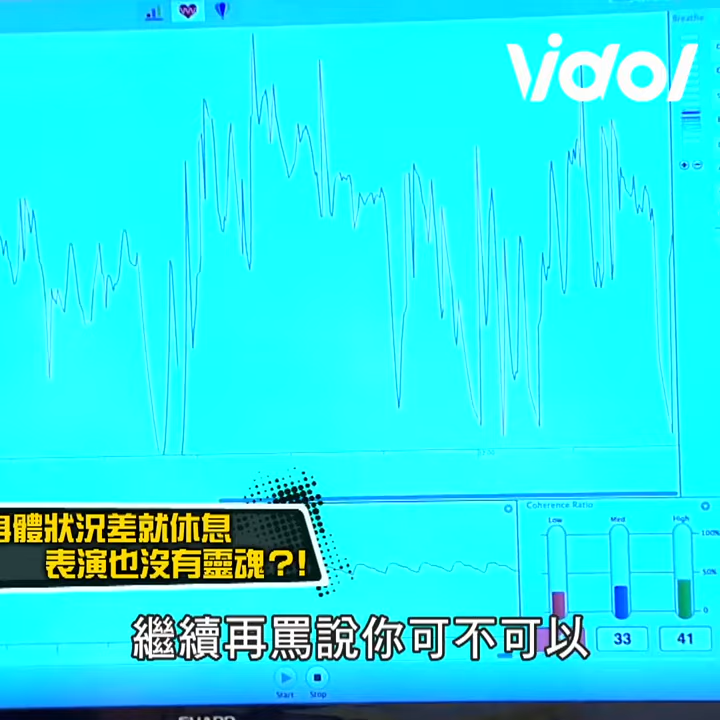 Breathe
Vidol
Coherence Ratio
Low
Med
High
100%
50%
0
身體狀況差就休息
表演也沒有靈魂?!
繼續再罵說你可不可以
33
41
Start
Stop
SHARP